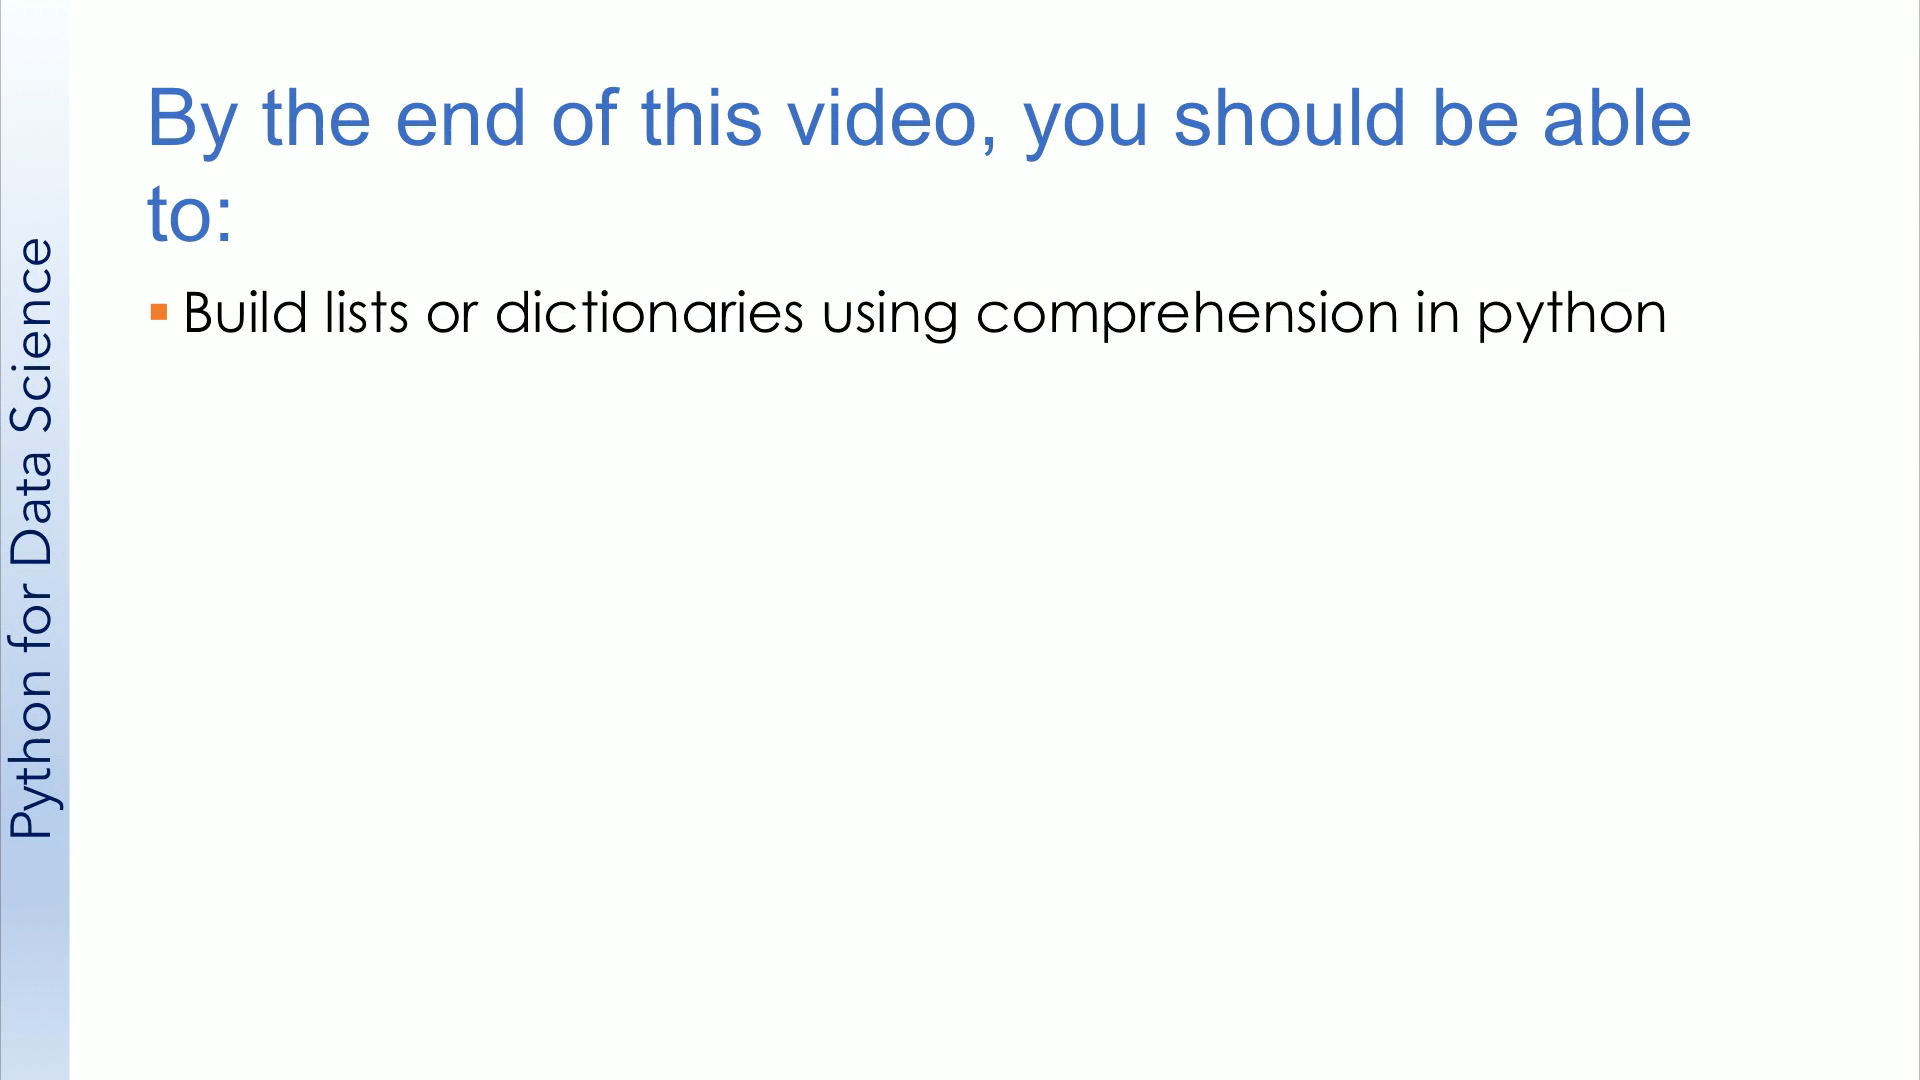 By the end of this video, you should be able
to:
Build lists or dictionaries using comprehension in python
Python for Data Science